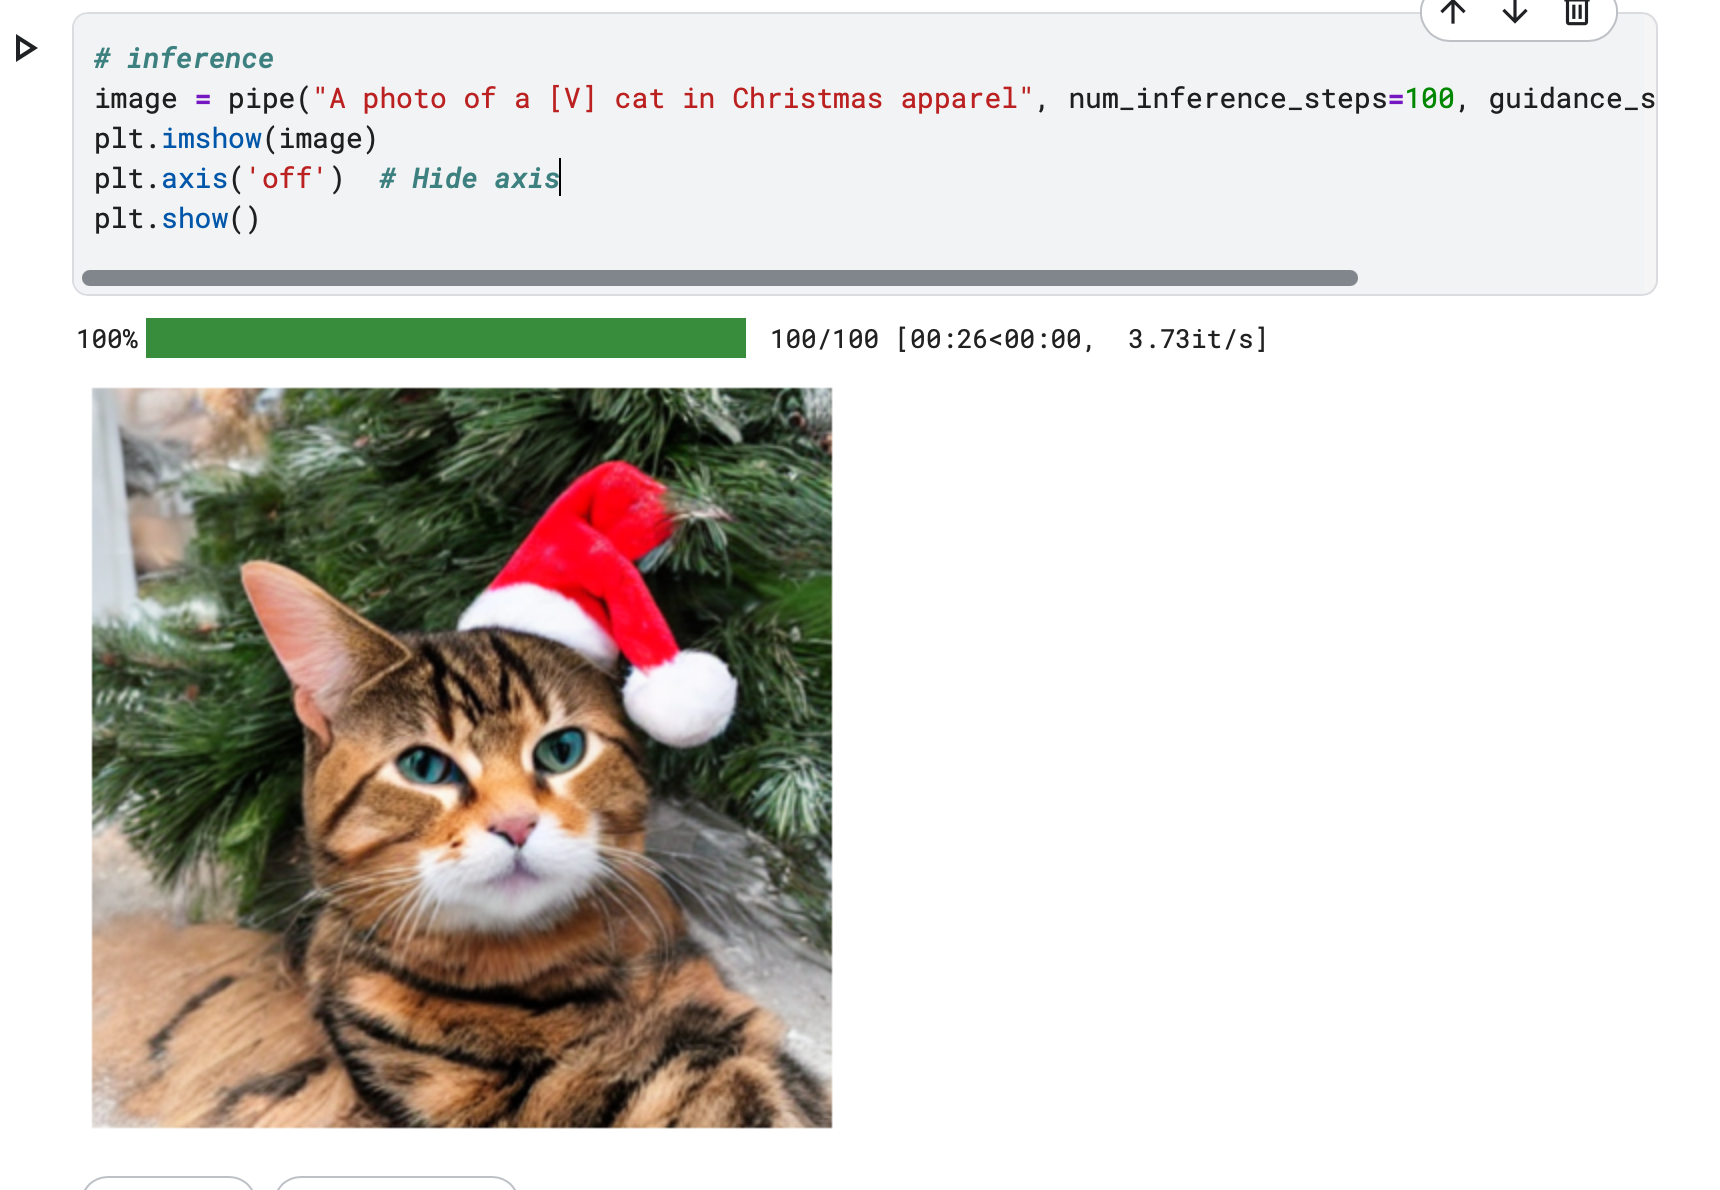 # inference
image = pipe("A photo of a [V] cat in Christmas apparel", num_inference_steps=100, guidance_s
plt.imshow(image)
plt.axis('off')  # Hide axis
plt.show()
100% 100/100 [00:26<00:00,  3.73it/s]